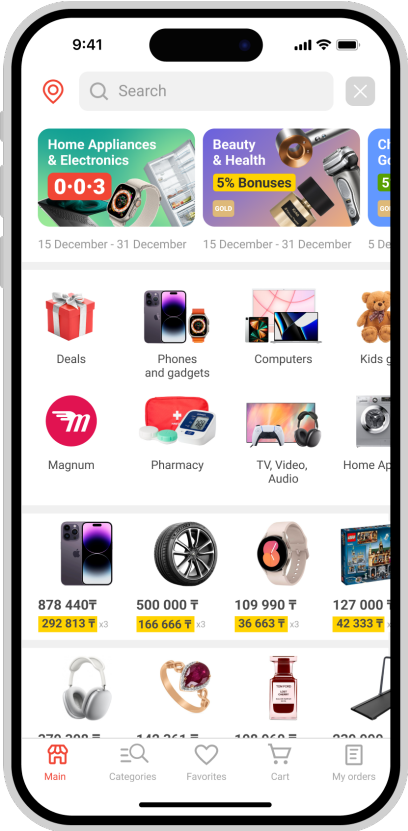 9:41
Search
Home Appliances
& Electronics
0·0·3
Beauty
& Health
5% Bonuses
GOLD
15 December - 31 December
15 December - 31 December
5 De
Deals
Phones
and gadgets
Computers
Kids g
Magnum
Pharmacy
TV, Video,
Audio
Home Ap
878 440₸
500 000 ₸
109 990 ₸
127 000
292 813 ₸ x3
166 666 ₸ x3
36 663 ₸ x3
42 333 ₸ x
TOM FORD
Main
Categories
Favorites
Cart
My orders